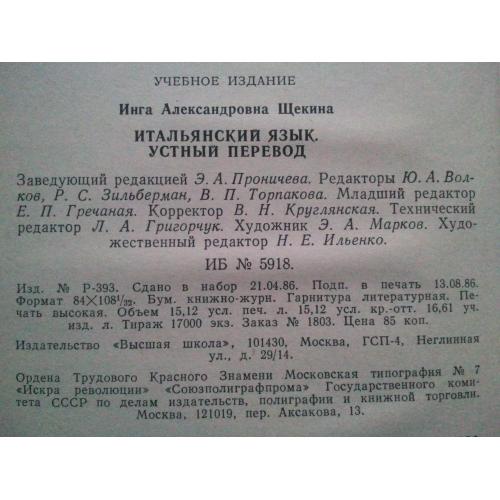 УЧЕБНОЕ ИЗДАНИЕ
Инга Александровна Щекина
ИТАЛЬЯНСКИЙ ЯЗЫК.
УСТНЫЙ ПЕРЕВОД
Заведующий редакцией Э. А. Проничева. Редакторы Ю. А. Вол-
ков, Р. С. Зильберман, В. П. Торпакова. Младший редактор
Е. П. Гречаная. Корректор В. Н. Круглянская. Технический
редактор Л. А. Григорчук. Художник Э. А. Марков. Худо-
жественный редактор Н. Е. Ильенко.
ИБ № 5918.
Изд. № Р-393. Сдано в набор 21.04.86. Подп. в печать 13.08.86.
Формат 84×108¹/₃₂. Бум. книжно-журн. Гарнитура литературная. Пе-
чать высокая. Объем 15,12 усл. печ. л. 15,12 усл. кр.-отт. 16,61 уч.
изд. л. Тираж 17000 экз. Заказ № 1803. Цена 85 коп.
Издательство «Высшая школа», 101430, Москва, ГСП-4, Неглинная
ул., д. 29/14.
Ордена Трудового Красного Знамени Московская типография № 7
«Искра революции» «Союзполиграфпрома» Государственного коми-
тета СССР по делам издательств, полиграфии и книжной торговли.
Москва, 121019, пер. Аксакова, 13.